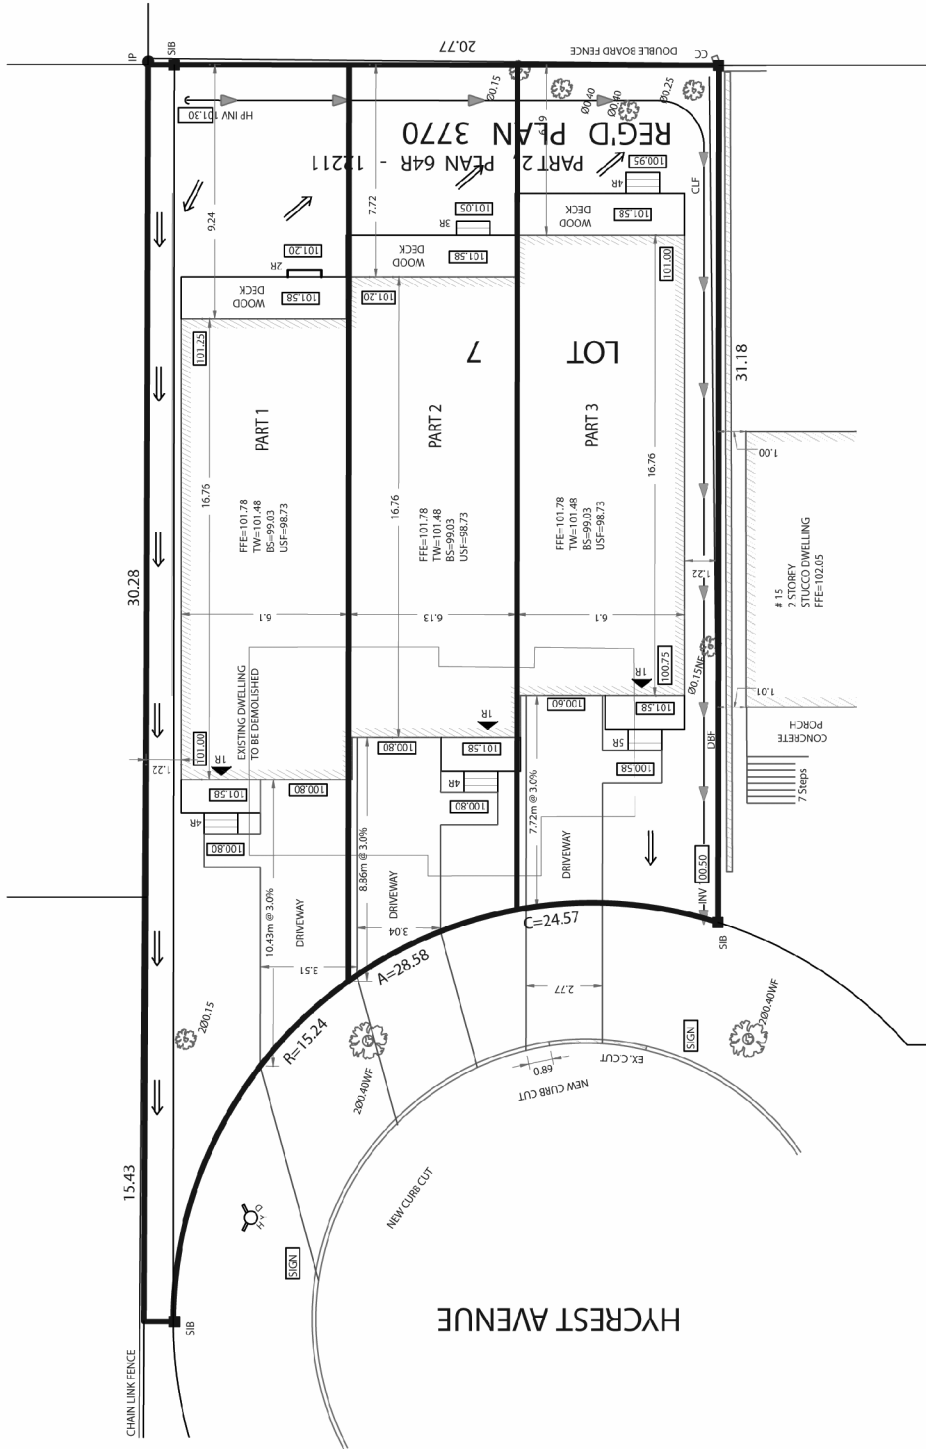 20.77
IP
SIB
DOUBLE BOARD FENCE
CC
HP INV 101.30
Ø0.15
Ø0.40
Ø0.40
Ø0.25
REG'D PLAN 3770
PART 2, PLAN 64R - 12211
6.19
100.95
4R
CLF
9.24
7.72
101.05
3R
WOOD
DECK
101.58
101.20
2R
WOOD
DECK
101.58
101.00
WOOD
DECK
101.58
101.20
101.25
LOT
7
31.18
PART 1
PART 2
PART 3
1.00
16.76
16.76
16.76
FFE=101.78
TW=101.48
BS=99.03
USF=98.73
FFE=101.78
TW=101.48
BS=99.03
USF=98.73
FFE=101.78
TW=101.48
BS=99.03
USF=98.73
# 15
2 STOREY
STUCCO DWELLING
FFE=102.05
30.28
1.22
6.1
6.13
6.1
EXISTING DWELLING
TO BE DEMOLISHED
1R
100.75
Ø0.15NF
1.01
101.00
1R
1R
100.60
101.58
DBF
CONCRETE
PORCH
1.22
100.80
101.58
5R
100.58
7 Steps
101.58
100.80
4R
100.80
4R
100.80
10.43m @ 3.0%
8.86m @ 3.0%
7.72m @ 3.0%
DRIVEWAY
DRIVEWAY
DRIVEWAY
INV 100.50
3.04
C=24.57
SIB
3.51
A=28.58
2.77
R=15.24
2Ø0.15
2Ø0.40WF
SIGN
2Ø0.40WF
EX. C.CUT
0.89
NEW CURB CUT
15.43
NEW CURB CUT
HYD
SIGN
SIB
HYCREST AVENUE
CHAIN LINK FENCE